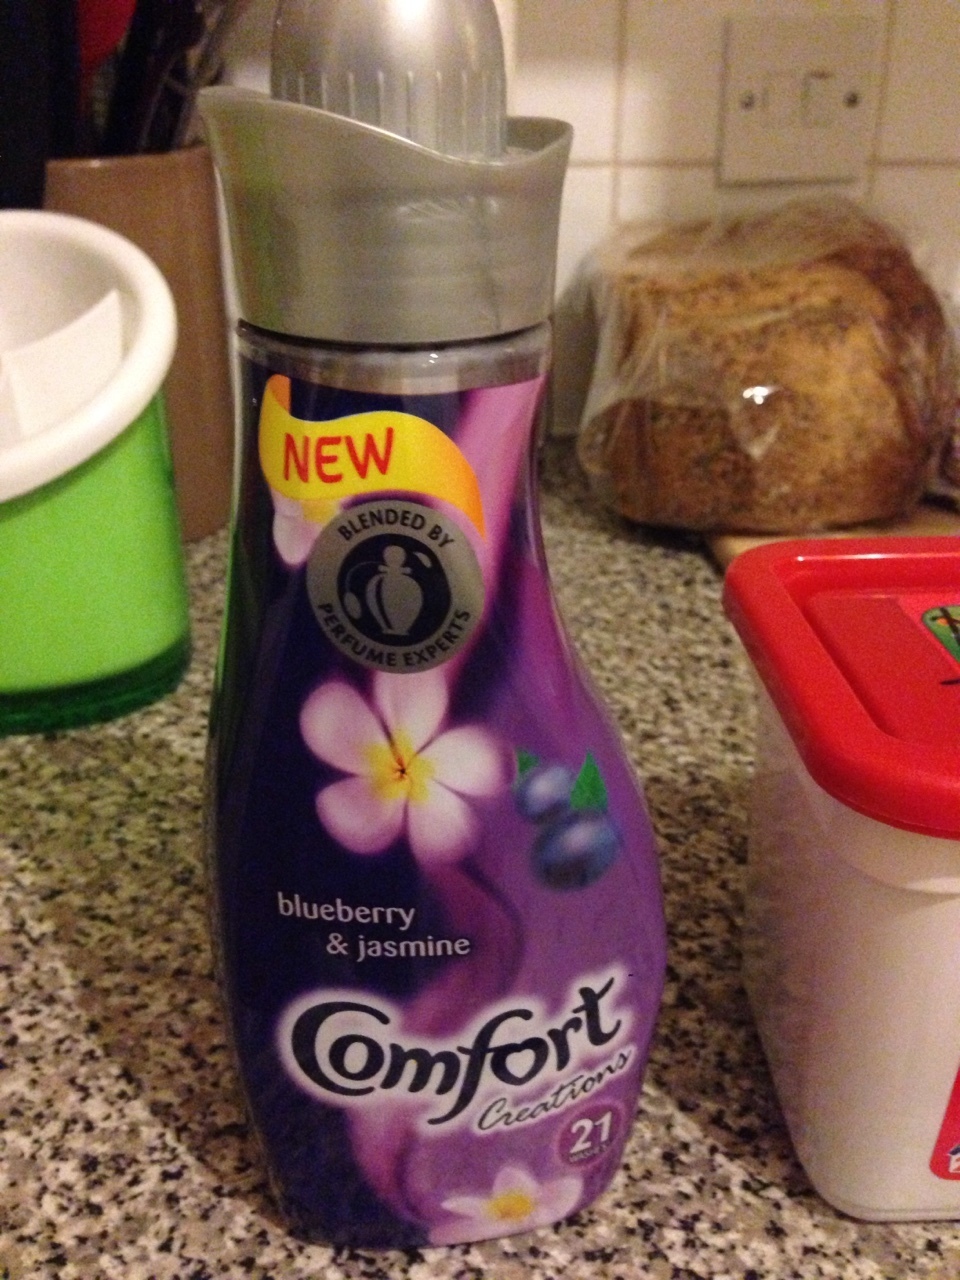 NEW
BLENDED BY
PERFUME EXPERTS
blueberry
& jasmine
Comfort
Creations
21